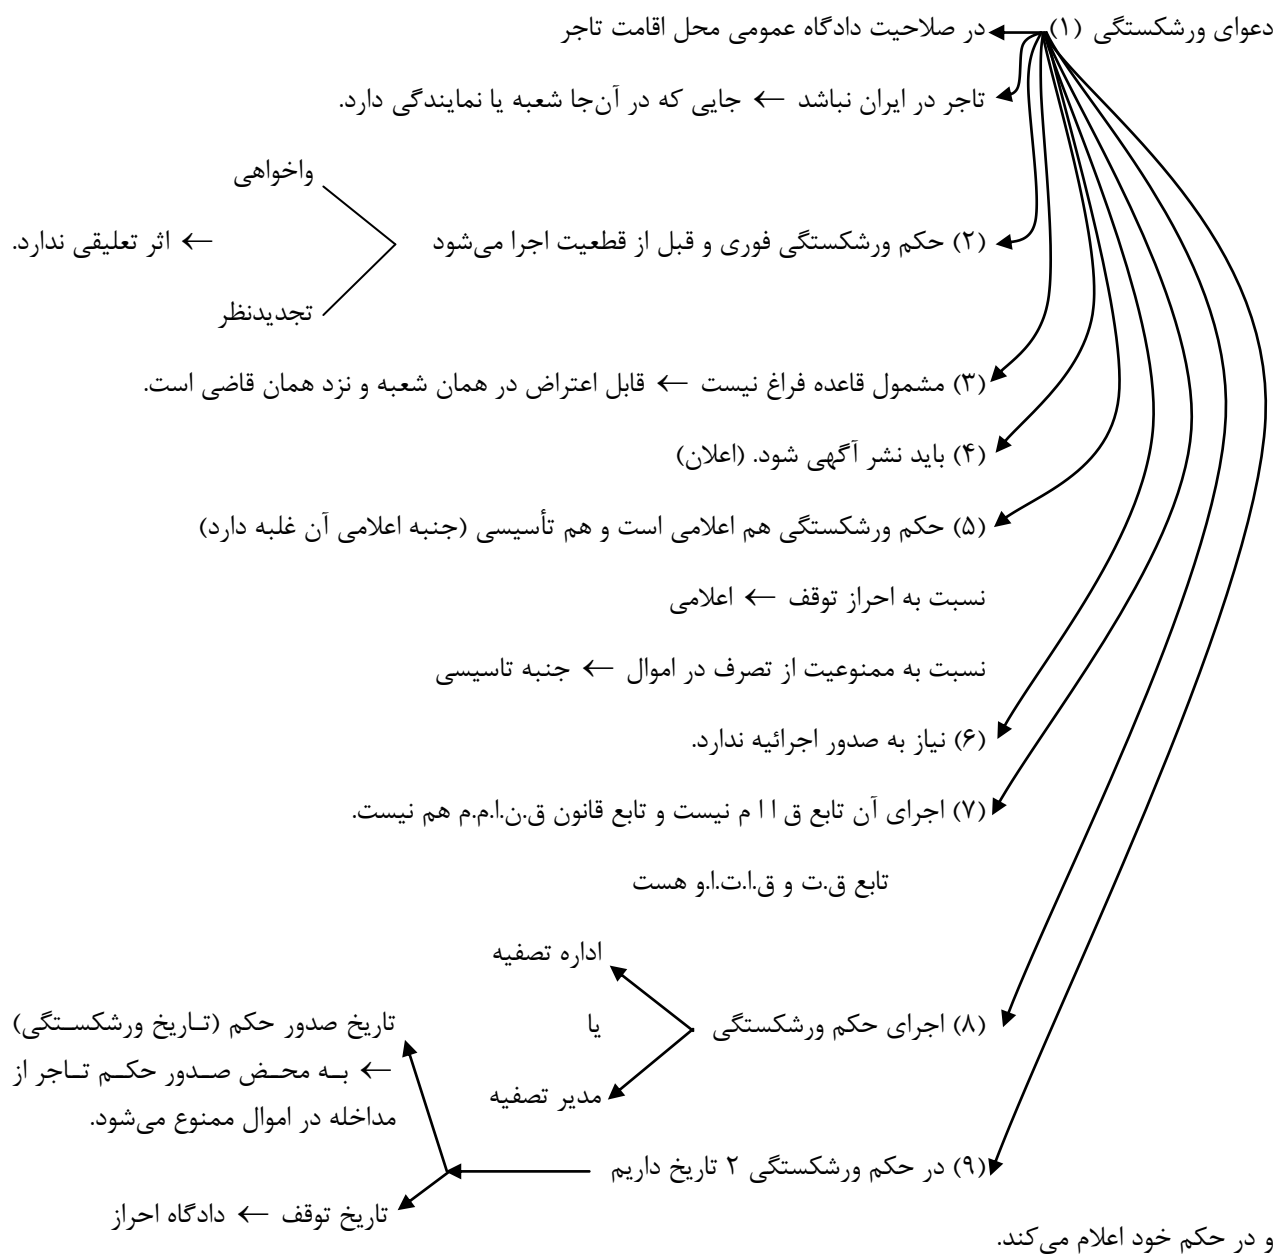 دعوای ورشکستگی (۱) در صلاحیت دادگاه عمومی محل اقامت تاجر
تاجر در ایران نباشد ← جایی که در آن‌جا شعبه یا نمایندگی دارد.
واخواهی
(۲) حکم ورشکستگی فوری و قبل از قطعیت اجرا می‌شود ← اثر تعلیقی ندارد.
تجدیدنظر
(۳) مشمول قاعده فراغ نیست ← قابل اعتراض در همان شعبه و نزد همان قاضی است.
(۴) باید نشر آگهی شود. (اعلان)
(۵) حکم ورشکستگی هم اعلامی است و هم تأسیسی (جنبه اعلامی آن غلبه دارد)
نسبت به احراز توقف ← اعلامی
نسبت به ممنوعیت از تصرف در اموال ← جنبه تاسیسی
(۶) نیاز به صدور اجرائیه ندارد.
(۷) اجرای آن تابع ق ا ا م نیست و تابع قانون ق.ن.ا.م.م هم نیست.
تابع ق.ت و ق.ا.ت.ا.و هست
اداره تصفیه
(۸) اجرای حکم ورشکستگی یا
مدیر تصفیه
تاریخ صدور حکم (تاریخ ورشکستگی)
← به محض صدور حکم تاجر از
مداخله در اموال ممنوع می‌شود.
(۹) در حکم ورشکستگی ۲ تاریخ داریم
تاریخ توقف ← دادگاه احراز
و در حکم خود اعلام می‌کند.